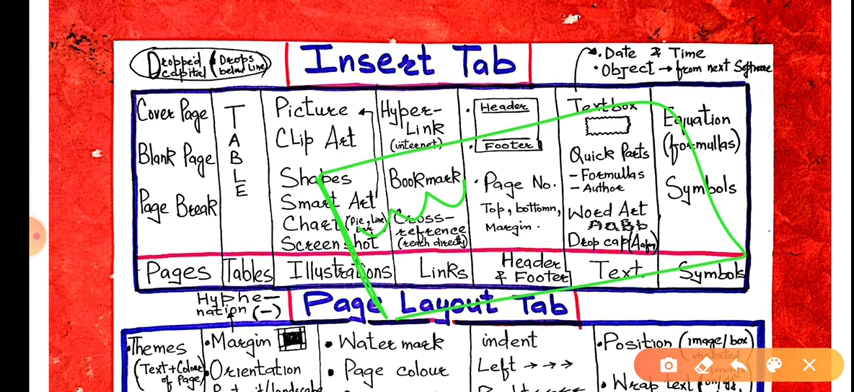 Dropped capital (Drops below Line)
Insert Tab
• Date & Time
• Object → from next Software
Cover Page
Blank Page
Page Break
Pages
TABLE
Tables
Picture
Clip Art
Shapes
Smart Art
Chart (Pie, Line, Bar)
Screenshot
Illustrations
Hyper-
Link
(internet)
Bookmark
Cross-
reference
(reach directly)
Links
• Header
• Footer
• Page No.
Top, bottomn,
Margin.
Header
& Footer
Textbox
Quick Parts
- Formullas
- Author
Word Art
Drop cap
Text
Equation
(formullas)
Symbols
Symbols
Hyphe-
nation (-)
Page Layout Tab
• Themes
(Text+Colour
of Page)
• Margin
• Orientation
• Water mark
• Page colour
indent
Left → → →
• Position (image/box)
• Wrap text